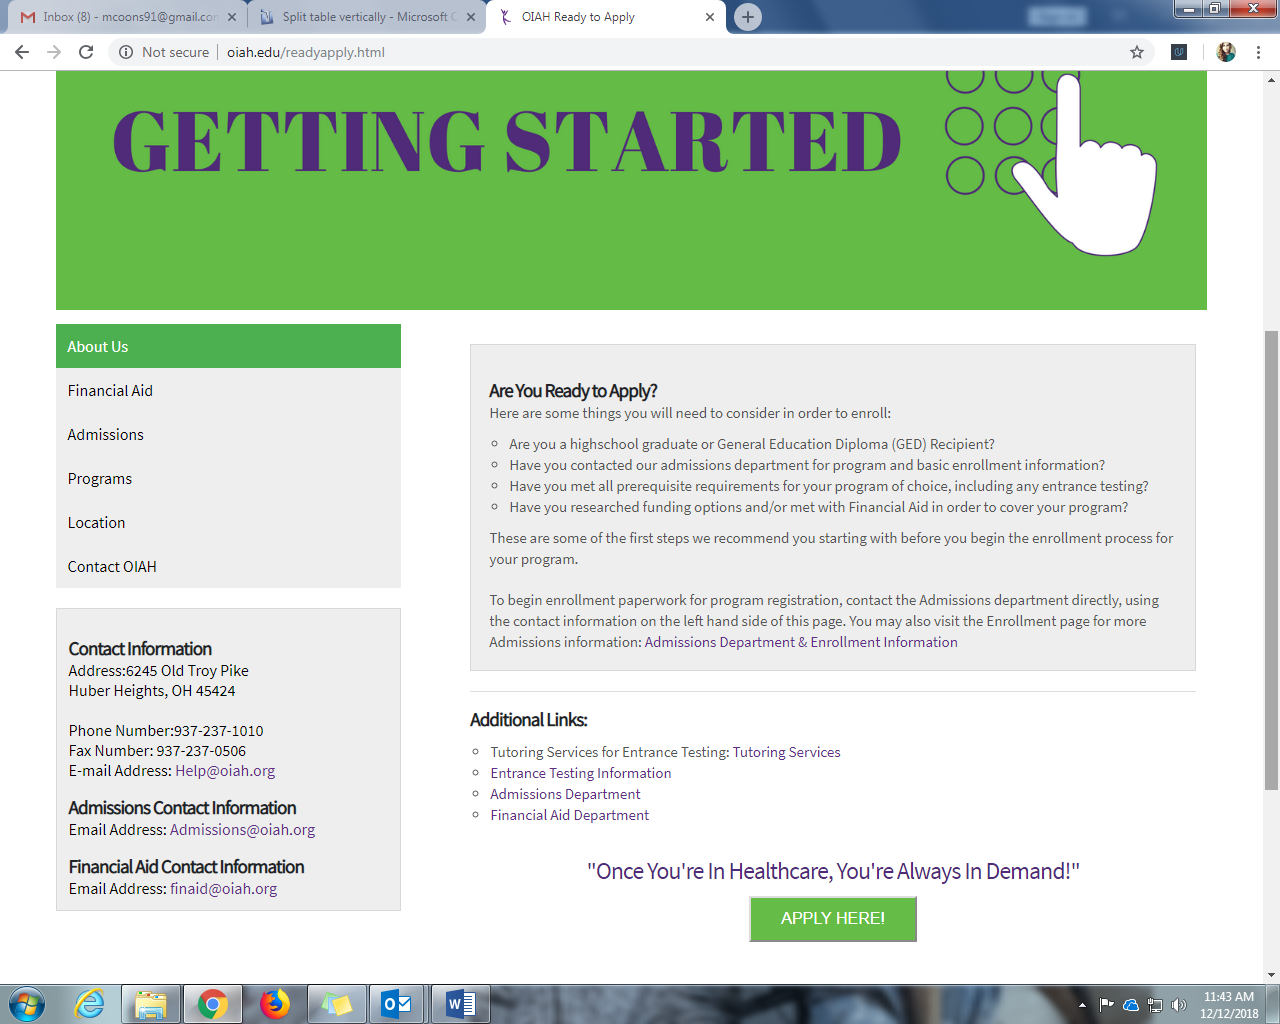 Inbox (8) - mcoons91@gmail.con
Split table vertically - Microsoft C
OIAH Ready to Apply
Not secure
oiah.edu/readyapply.html
GETTING STARTED
About Us
Financial Aid
Admissions
Programs
Location
Contact OIAH
Contact Information
Address:6245 Old Troy Pike
Huber Heights, OH 45424
Phone Number:937-237-1010
Fax Number: 937-237-0506
E-mail Address: Help@oiah.org
Admissions Contact Information
Email Address: Admissions@oiah.org
Financial Aid Contact Information
Email Address: finaid@oiah.org
Are You Ready to Apply?
Here are some things you will need to consider in order to enroll:
Are you a highschool graduate or General Education Diploma (GED) Recipient?
Have you contacted our admissions department for program and basic enrollment information?
Have you met all prerequisite requirements for your program of choice, including any entrance testing?
Have you researched funding options and/or met with Financial Aid in order to cover your program?
These are some of the first steps we recommend you starting with before you begin the enrollment process for
your program.
To begin enrollment paperwork for program registration, contact the Admissions department directly, using
the contact information on the left hand side of this page. You may also visit the Enrollment page for more
Admissions information: Admissions Department & Enrollment Information
Additional Links:
Tutoring Services for Entrance Testing: Tutoring Services
Entrance Testing Information
Admissions Department
Financial Aid Department
"Once You're In Healthcare, You're Always In Demand!"
APPLY HERE!
11:43 AM
12/12/2018